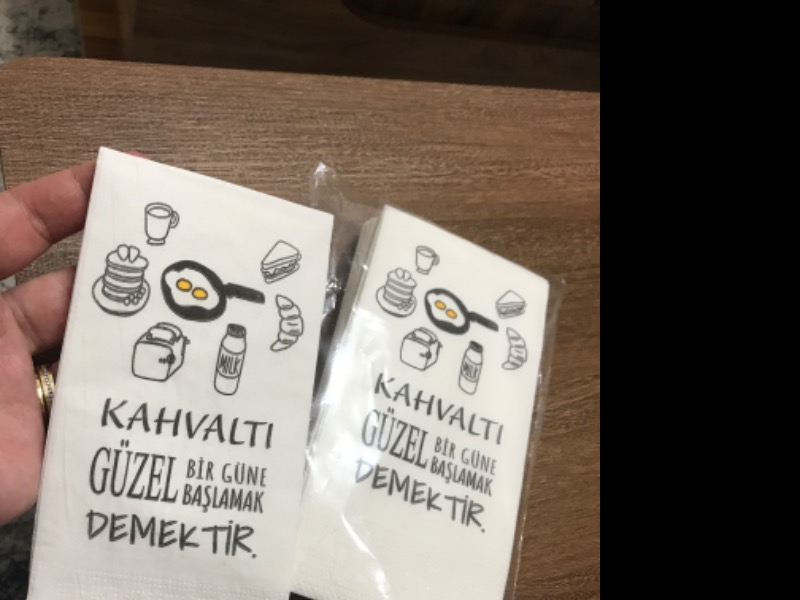 MILK
KAHVALTI
GÜZEL BİR GÜNE
BAŞLAMAK
DEMEKTİR.
MILK
KAHVALTI
GÜZEL BİR GÜNE
BAŞLAMAK
DEMEKTİR.